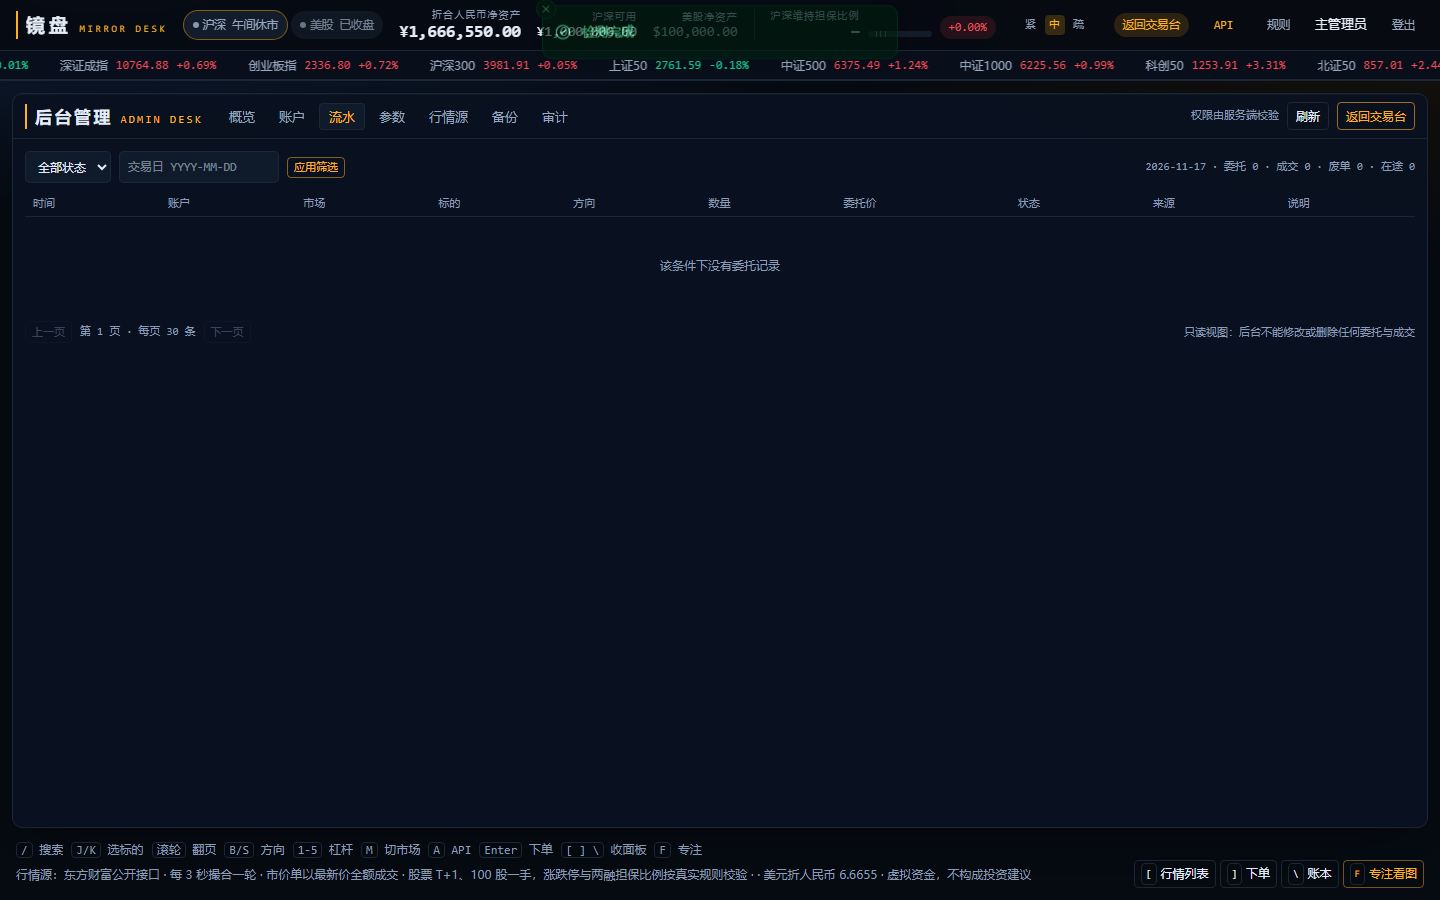 镜盘 MIRROR DESK 沪深 午间休市 美股 已收盘 折合人民币净资产 ¥1,666,550.00 沪深可用 美股净资产 $100,000.00 沪深维持担保比例 — +0.00% 紧 中 疏 返回交易台 API 规则 主管理员 登出
.01% 深证成指 10764.88 +0.69% 创业板指 2336.80 +0.72% 沪深300 3981.91 +0.05% 上证50 2761.59 -0.18% 中证500 6375.49 +1.24% 中证1000 6225.56 +0.99% 科创50 1253.91 +3.31% 北证50 857.01 +2.4
后台管理 ADMIN DESK 概览 账户 流水 参数 行情源 备份 审计 权限由服务端校验 刷新 返回交易台
全部状态 交易日 YYYY-MM-DD 应用筛选 2026-11-17 · 委托 0 · 成交 0 · 废单 0 · 在途 0
时间 账户 市场 标的 方向 数量 委托价 状态 来源 说明
该条件下没有委托记录
上一页 第 1 页 · 每页 30 条 下一页 只读视图：后台不能修改或删除任何委托与成交
/ 搜索 J/K 选标的 滚轮 翻页 B/S 方向 1-5 杠杆 M 切市场 A API Enter 下单 [ ] \ 收面板 F 专注
行情源：东方财富公开接口 · 每 3 秒撮合一轮 · 市价单以最新价全额成交 · 股票 T+1、100 股一手，涨跌停与两融担保比例按真实规则校验 · · 美元折人民币 6.6655 · 虚拟资金，不构成投资建议
[ 行情列表 ] 下单 \ 账本 F 专注看图